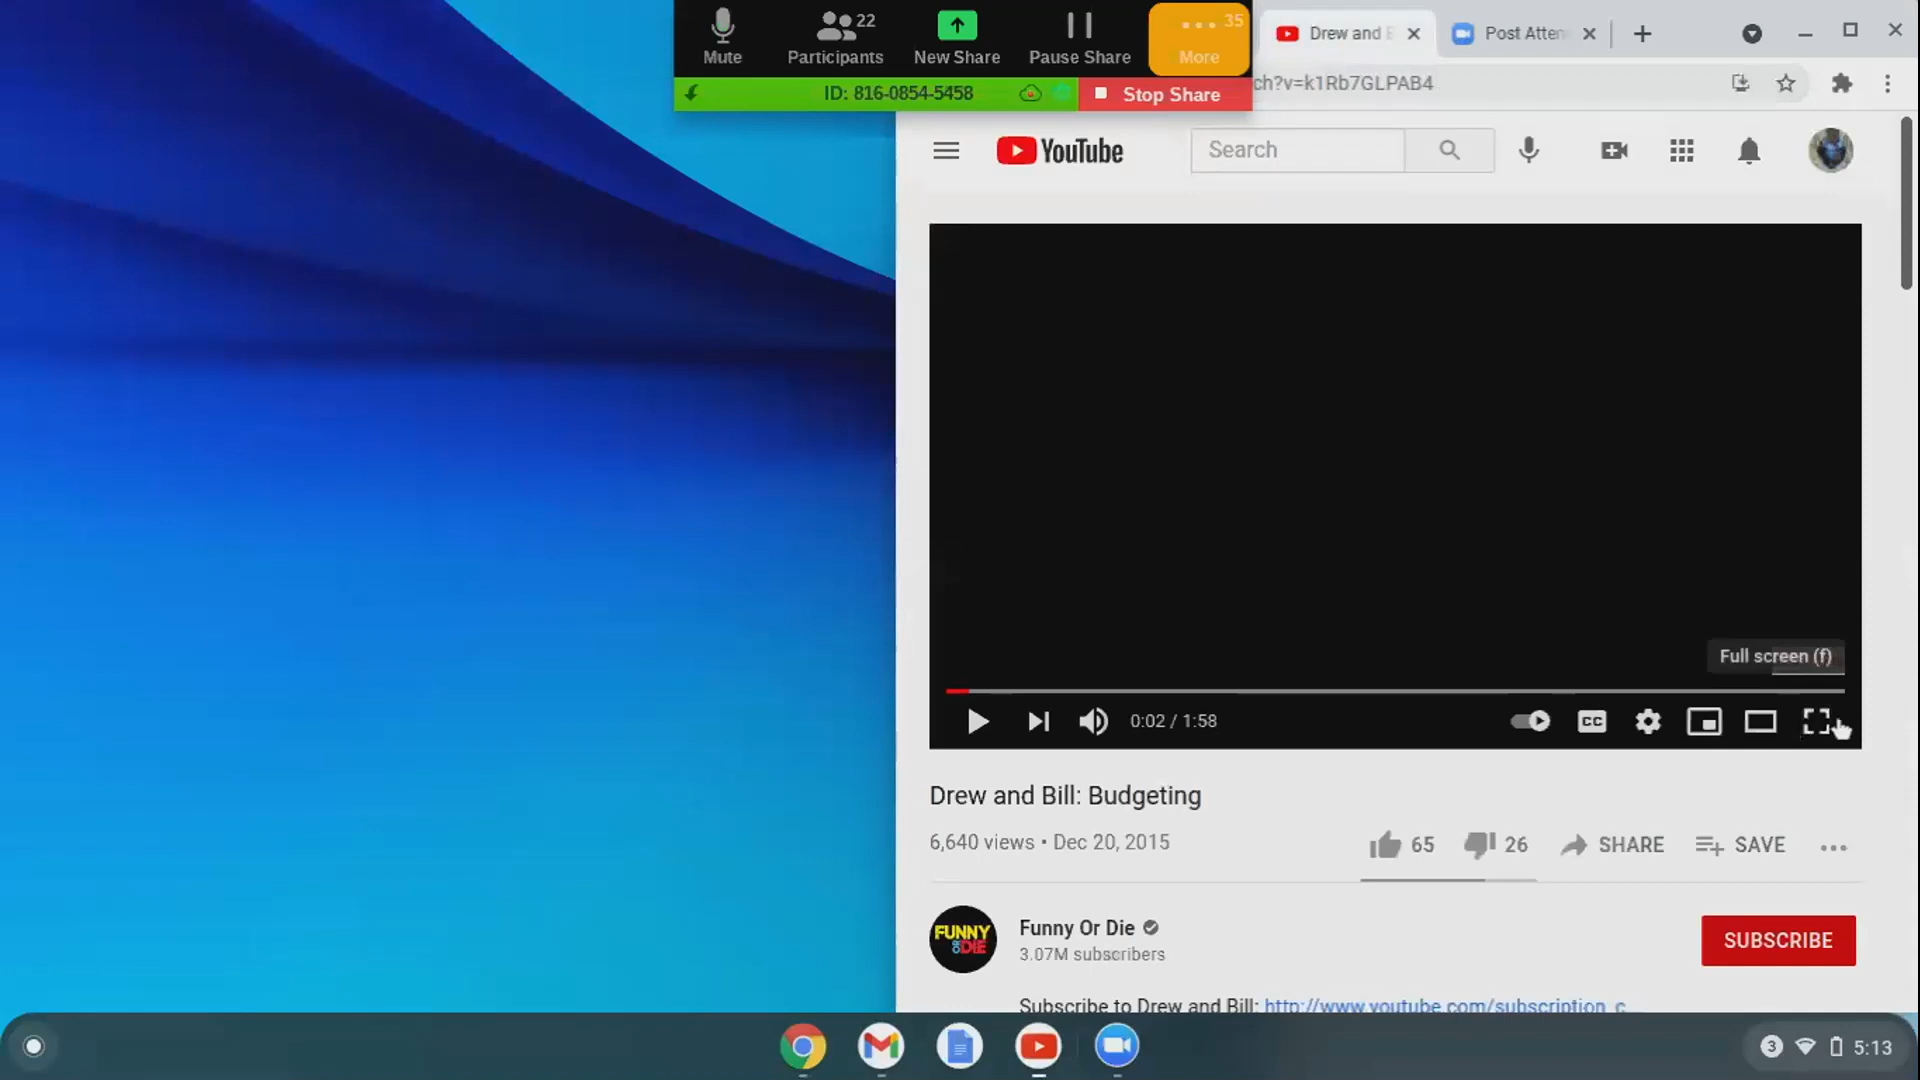 Mute
Participants 22
New Share
Pause Share
More 35
ID: 816-0854-5458
Stop Share
Drew and
Post Atten
ch?v=k1Rb7GLPAB4
YouTube
Search
Full screen (f)
0:02 / 1:58
CC
Drew and Bill: Budgeting
6,640 views • Dec 20, 2015
65
26
SHARE
SAVE
FUNNY OR DIE
Funny Or Die
3.07M subscribers
SUBSCRIBE
Subscribe to Drew and Bill: http://www.youtube.com/subscription_c...
3
5:13